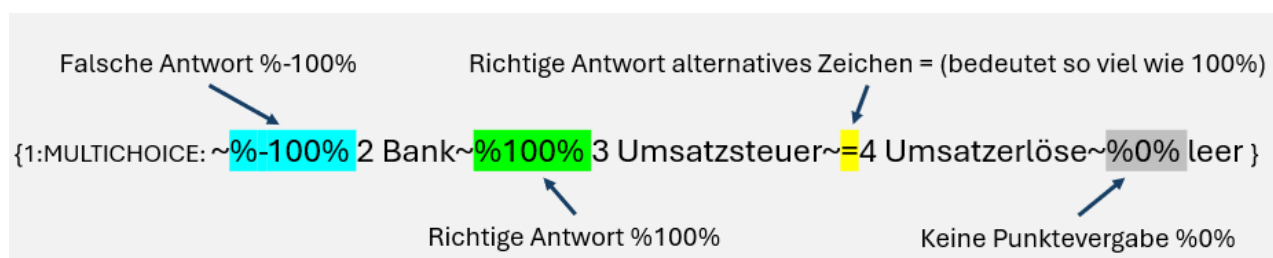 Falsche Antwort %-100%
Richtige Antwort alternatives Zeichen = (bedeutet so viel wie 100%)
{1:MULTICHOICE: ~%-100% 2 Bank~%100% 3 Umsatzsteuer~=4 Umsatzerlöse~%0% leer }
Richtige Antwort %100%
Keine Punktevergabe %0%